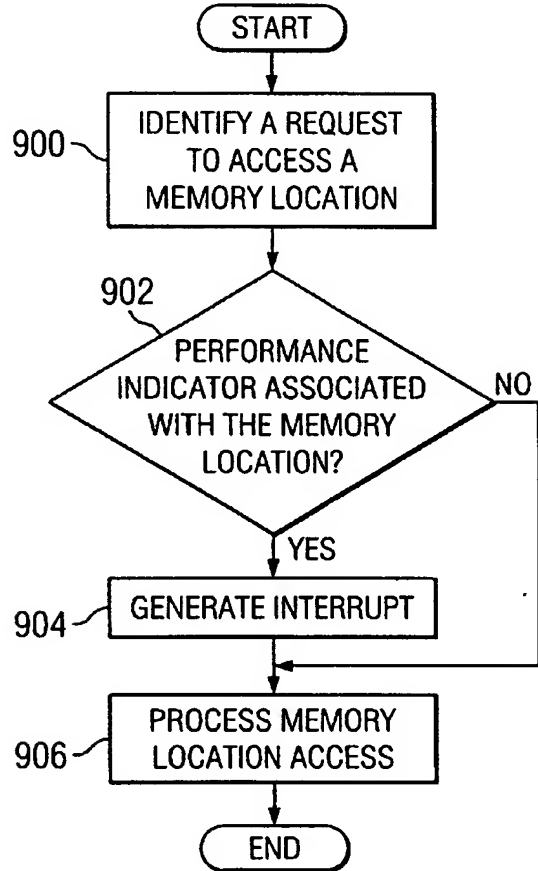 START
900
IDENTIFY A REQUEST
TO ACCESS A
MEMORY LOCATION
902
PERFORMANCE
INDICATOR ASSOCIATED
WITH THE MEMORY
LOCATION?
NO
YES
904
GENERATE INTERRUPT
906
PROCESS MEMORY
LOCATION ACCESS
END